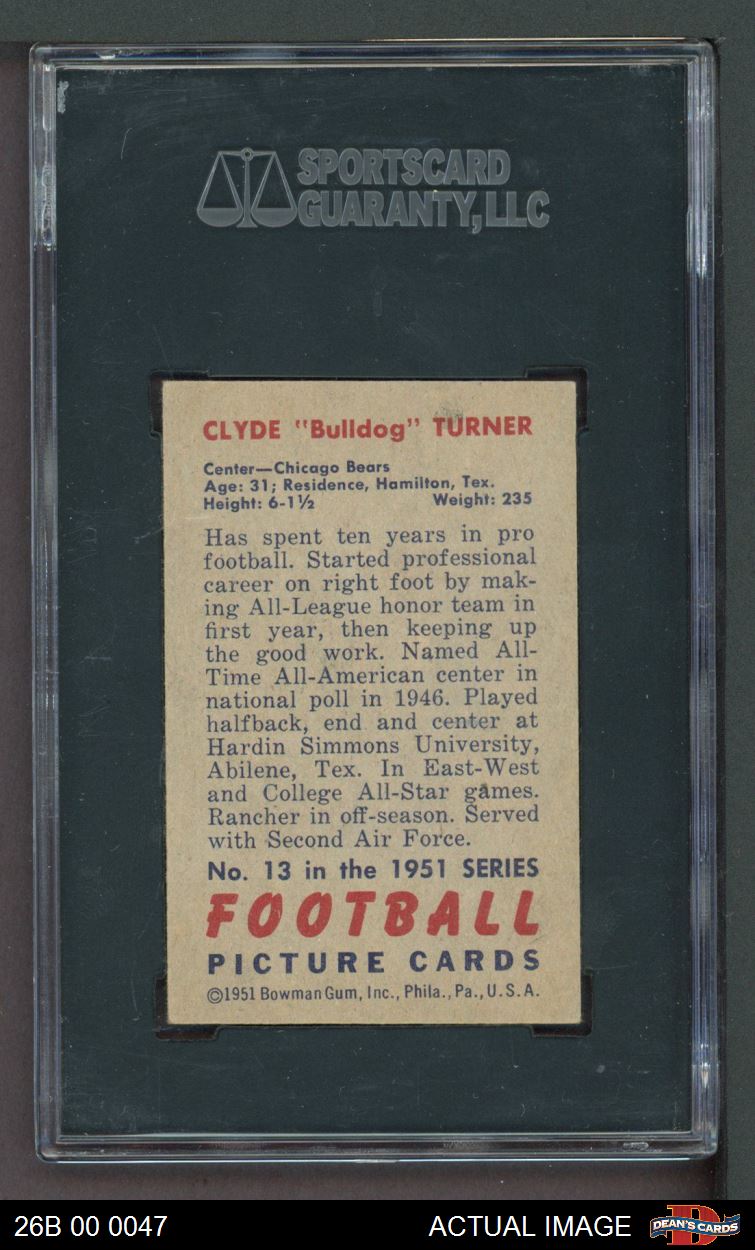 SPORTSCARD
GUARANTY, LLC
CLYDE "Bulldog" TURNER
Center—Chicago Bears
Age: 31; Residence, Hamilton, Tex.
Height: 6-1½ Weight: 235
Has spent ten years in pro
football. Started professional
career on right foot by mak-
ing All-League honor team in
first year, then keeping up
the good work. Named All-
Time All-American center in
national poll in 1946. Played
halfback, end and center at
Hardin Simmons University,
Abilene, Tex. In East-West
and College All-Star games.
Rancher in off-season. Served
with Second Air Force.
No. 13 in the 1951 SERIES
FOOTBALL
PICTURE CARDS
©1951 Bowman Gum, Inc., Phila., Pa., U.S.A.
26B 00 0047 ACTUAL IMAGE DEAN'S CARDS